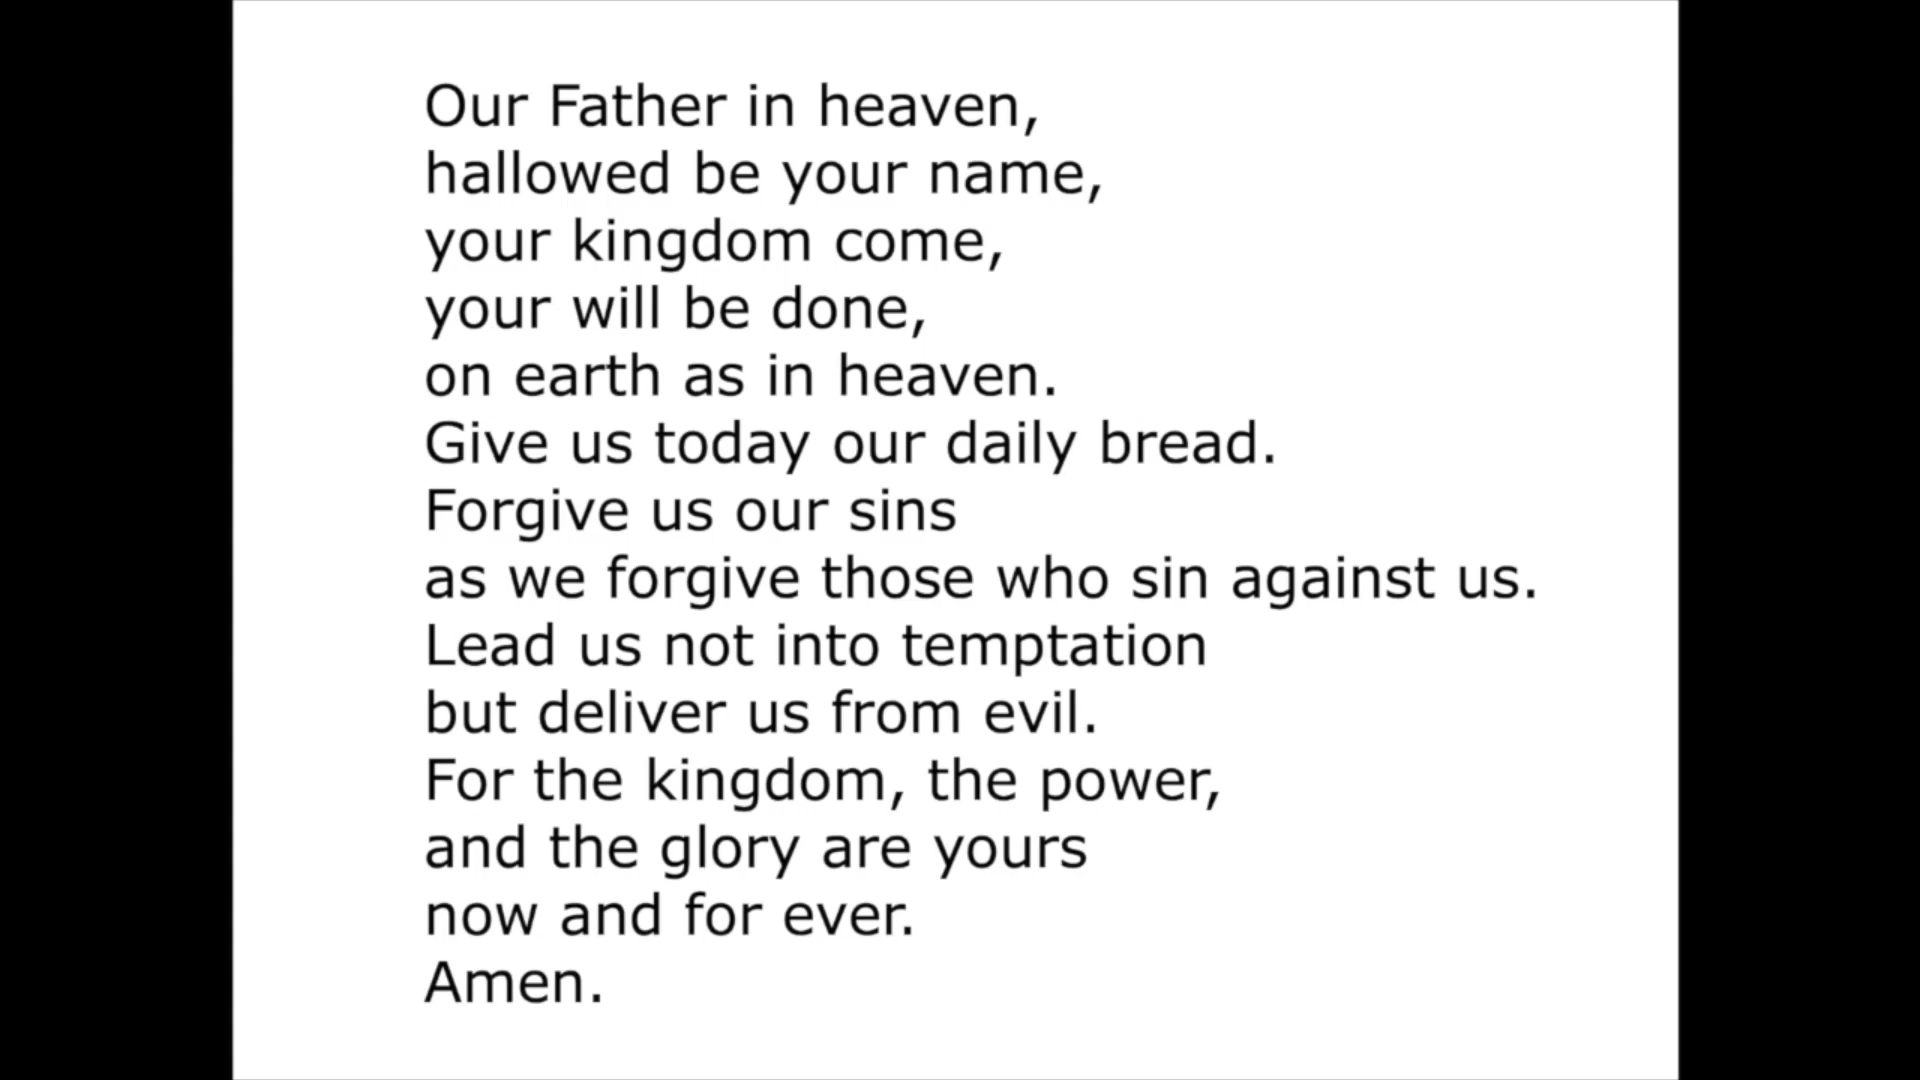 Our Father in heaven,
hallowed be your name,
your kingdom come,
your will be done,
on earth as in heaven.
Give us today our daily bread.
Forgive us our sins
as we forgive those who sin against us.
Lead us not into temptation
but deliver us from evil.
For the kingdom, the power,
and the glory are yours
now and for ever.
Amen.